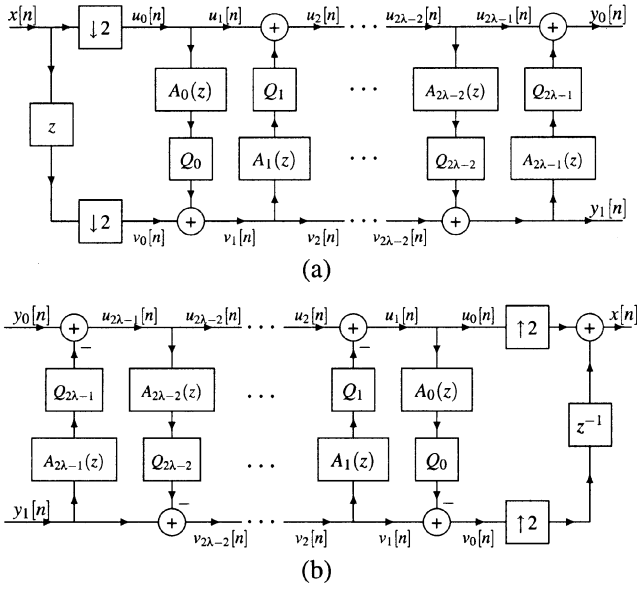 x[n] ↓2 u₀[n] u₁[n] + u₂[n] ··· u₂λ₋₂[n] u₂λ₋₁[n] + y₀[n]
A₀(z) Q₁ ··· A₂λ₋₂(z) Q₂λ₋₁
z
Q₀ A₁(z) ··· Q₂λ₋₂ A₂λ₋₁(z)
↓2 v₀[n] + v₁[n] v₂[n] ··· v₂λ₋₂[n] + y₁[n]
(a)
y₀[n] + − u₂λ₋₁[n] u₂λ₋₂[n] ··· u₂[n] + − u₁[n] u₀[n] ↑2 + x[n]
Q₂λ₋₁ A₂λ₋₂(z) ··· Q₁ A₀(z)
z⁻¹
A₂λ₋₁(z) Q₂λ₋₂ ··· A₁(z) Q₀
y₁[n] + − v₂λ₋₂[n] ··· v₂[n] v₁[n] + − v₀[n] ↑2
(b)